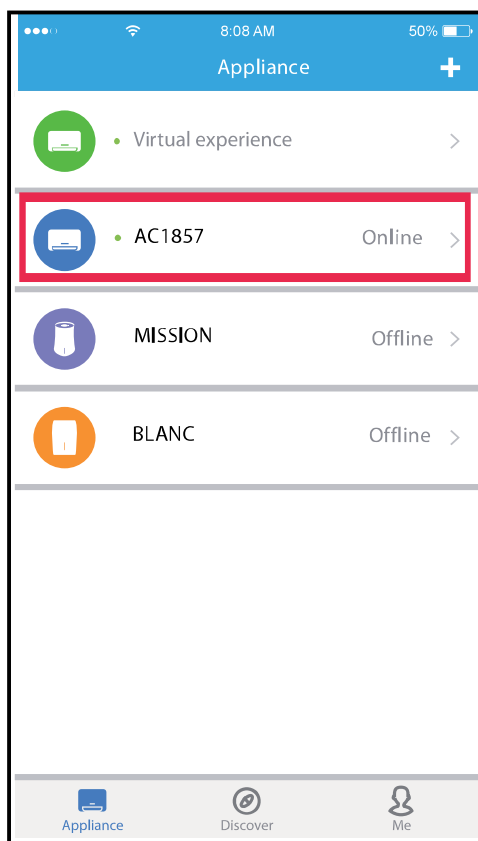 8:08 AM 50%
Appliance
Virtual experience
AC1857 Online
MISSION Offline
BLANC Offline
Appliance Discover Me